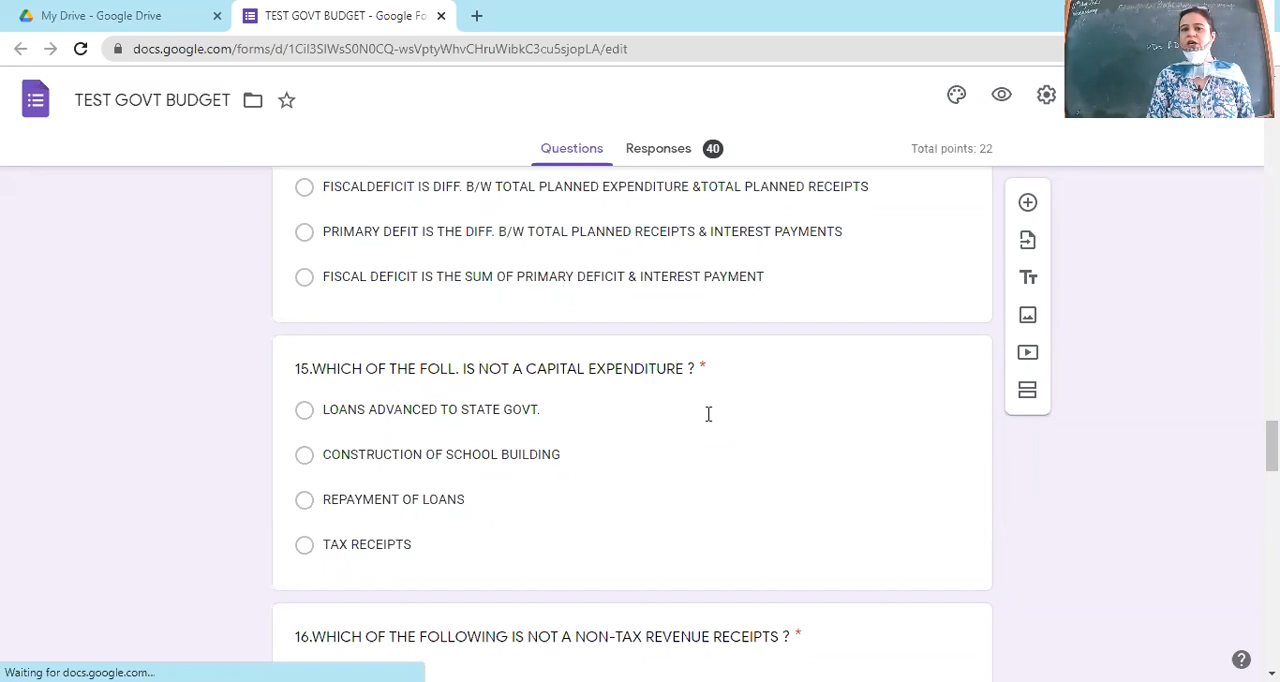 My Drive - Google Drive
TEST GOVT BUDGET - Google Fo
docs.google.com/forms/d/1Cil3SlWsS0N0CQ-wsVptyWhvCHruWibkC3cu5sjopLA/edit
TEST GOVT BUDGET
Questions
Responses 40
Total points: 22
FISCALDEFICIT IS DIFF. B/W TOTAL PLANNED EXPENDITURE &TOTAL PLANNED RECEIPTS
PRIMARY DEFIT IS THE DIFF. B/W TOTAL PLANNED RECEIPTS & INTEREST PAYMENTS
FISCAL DEFICIT IS THE SUM OF PRIMARY DEFICIT & INTEREST PAYMENT
15.WHICH OF THE FOLL. IS NOT A CAPITAL EXPENDITURE ? *
LOANS ADVANCED TO STATE GOVT.
CONSTRUCTION OF SCHOOL BUILDING
REPAYMENT OF LOANS
TAX RECEIPTS
16.WHICH OF THE FOLLOWING IS NOT A NON-TAX REVENUE RECEIPTS ? *
Waiting for docs.google.com...